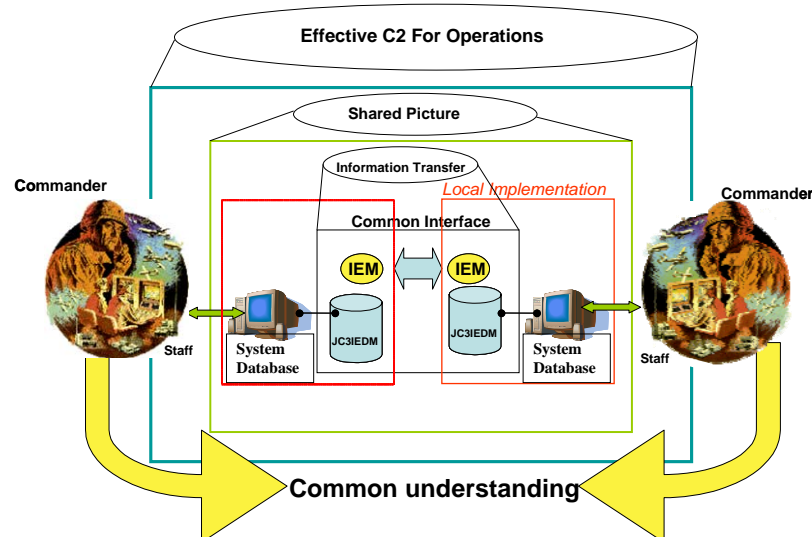 Effective C2 For Operations
Shared Picture
Information Transfer
Local Implementation
Commander
Commander
Common Interface
IEM
IEM
JC3IEDM
JC3IEDM
Staff
System
Database
System
Database
Staff
Common understanding